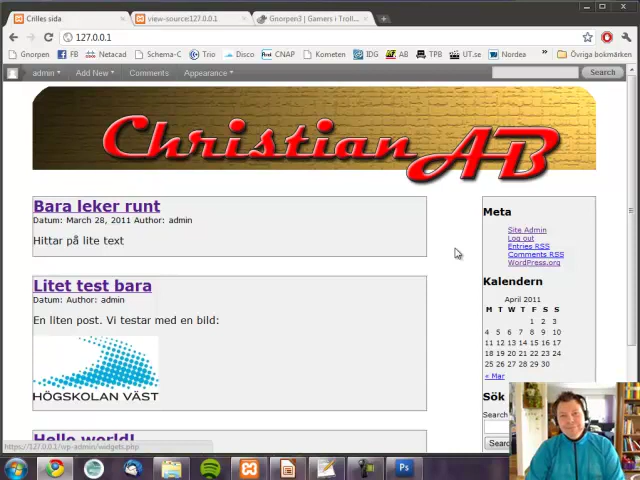 Crilles sida
view-source:127.0.0.1
Gnorpen3 | Gamers i Troll...
127.0.0.1
Gnorpen
FB
Netacad
Schema-C
Trio
Disco
CNAP
Kometen
IDG
AB
TPB
UT.se
Nordea
»
Övriga bokmärken
admin
Add New
Comments
Appearance
Search
Christian AB
Bara leker runt
Datum: March 28, 2011 Author: admin
Hittar på lite text
Litet test bara
Datum: Author: admin
En liten post. Vi testar med en bild:
HÖGSKOLAN VÄST
Hello world!
Meta
Site Admin
Log out
Entries RSS
Comments RSS
WordPress.org
Kalendern
April 2011
M T W T F S S
1 2 3
4 5 6 7 8 9 10
11 12 13 14 15 16 17
18 19 20 21 22 23 24
25 26 27 28 29 30
« Mar
Sök
Search
Searc
https://127.0.0.1/wp-admin/widgets.php
Ps